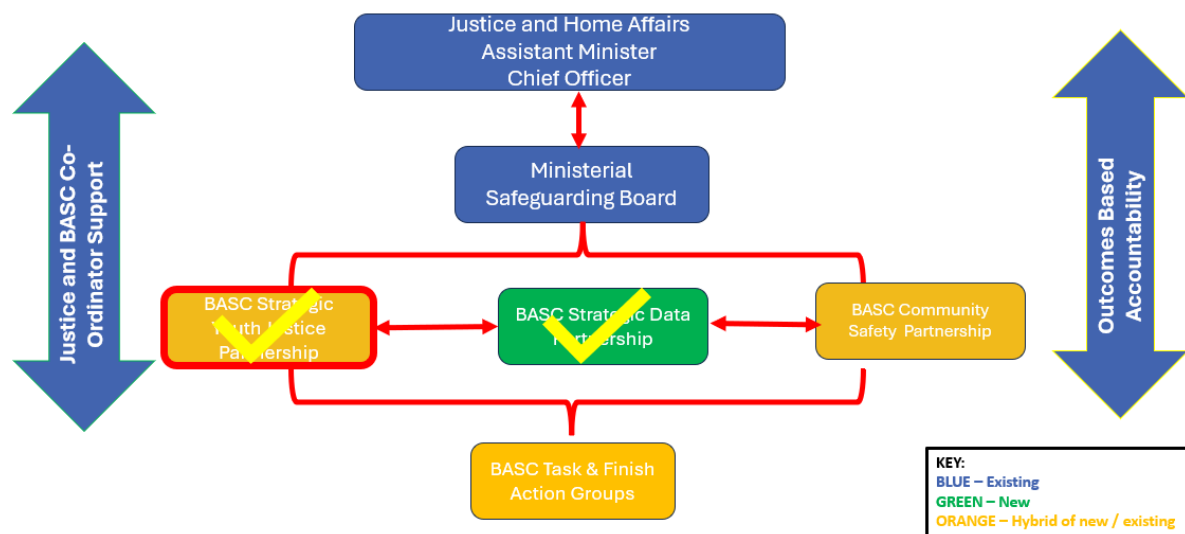 Justice and Home Affairs
Assistant Minister
Chief Officer
Justice and BASC Co-
Ordinator Support
Ministerial
Safeguarding Board
Outcomes Based
Accountability
BASC Strategic
Youth Justice
Partnership
BASC Strategic Data
Partnership
BASC Community
Safety Partnership
BASC Task & Finish
Action Groups
KEY:
BLUE – Existing
GREEN – New
ORANGE – Hybrid of new / existing